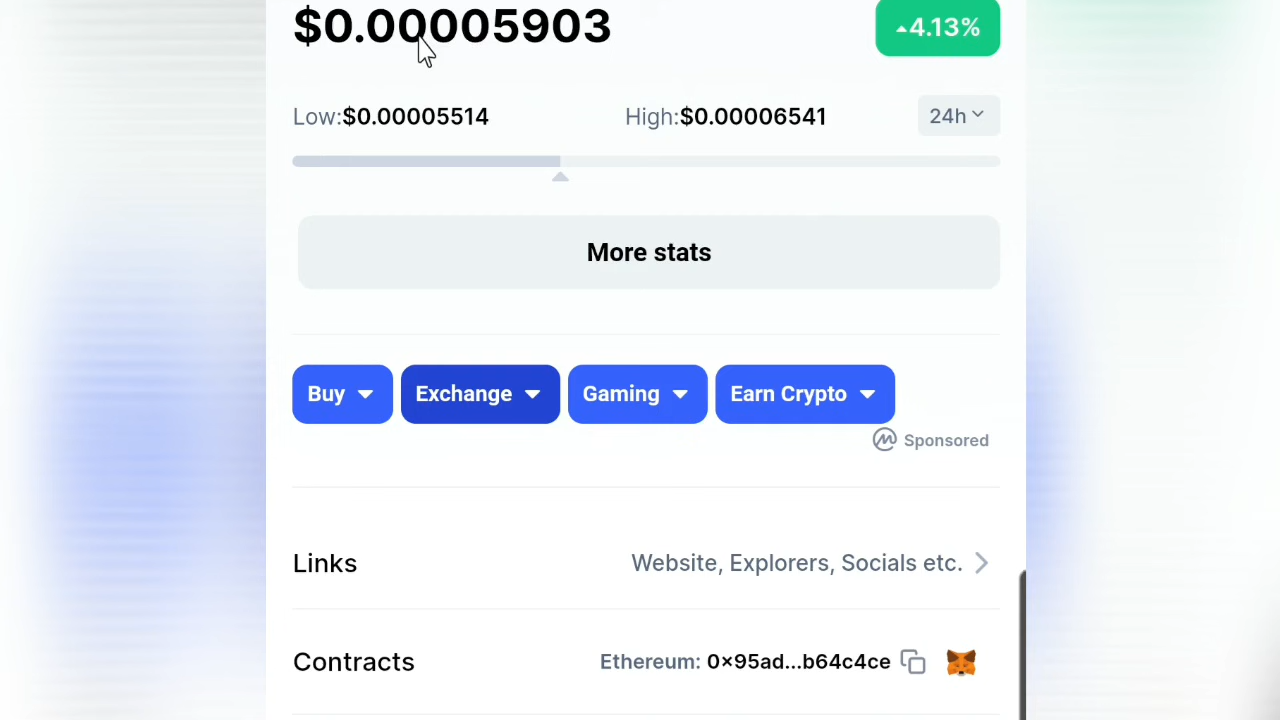 $0.00005903
4.13%
Low:$0.00005514 High:$0.00006541 24h
More stats
Buy Exchange Gaming Earn Crypto
Sponsored
Links Website, Explorers, Socials etc.
Contracts Ethereum: 0x95ad...b64c4ce